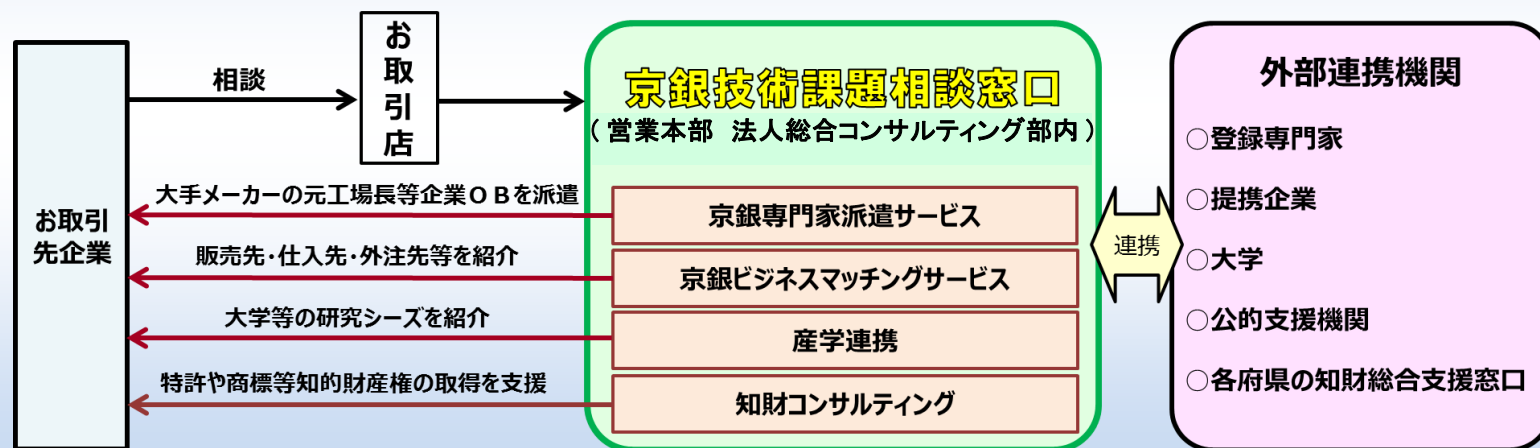 お取引
先企業
相談
お取引店
京銀技術課題相談窓口
（営業本部 法人総合コンサルティング部内）
大手メーカーの元工場長等企業ＯＢを派遣
京銀専門家派遣サービス
販売先・仕入先・外注先等を紹介
京銀ビジネスマッチングサービス
大学等の研究シーズを紹介
産学連携
特許や商標等知的財産権の取得を支援
知財コンサルティング
連携
外部連携機関
○登録専門家
○提携企業
○大学
○公的支援機関
○各府県の知財総合支援窓口